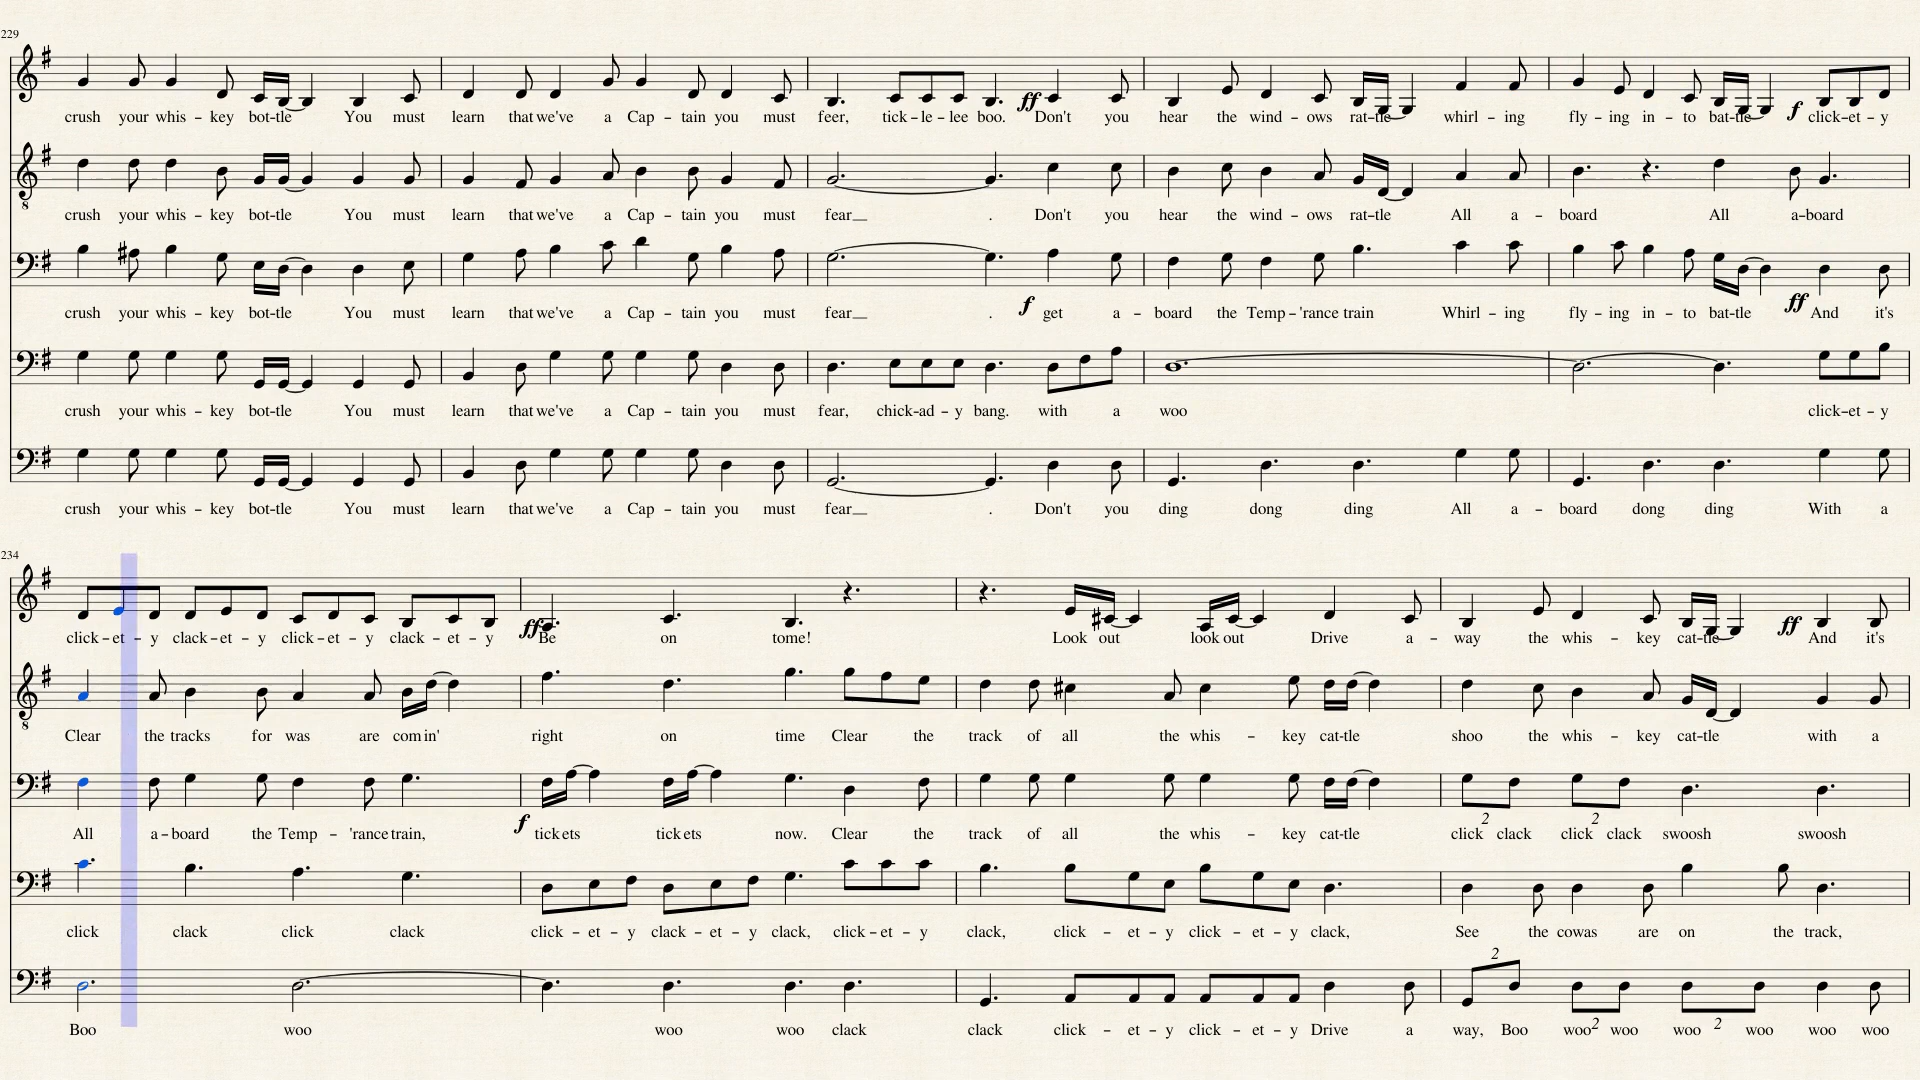 229
ff f
crush your whis – key bot-tle You must learn that we've a Cap – tain you must feer, tick – le – lee boo. Don't you hear the wind – ows rat-tle whirl – ing fly – ing in – to bat-tle click-et – y
8
crush your whis – key bot-tle You must learn that we've a Cap – tain you must fear__ . Don't you hear the wind – ows rat-tle All a – board All a-board
f ff
crush your whis – key bot-tle You must learn that we've a Cap – tain you must fear__ . get a – board the Temp – 'rance train Whirl – ing fly – ing in – to bat-tle And it's
crush your whis – key bot-tle You must learn that we've a Cap – tain you must fear, chick-ad – y bang. with a woo click-et – y
crush your whis – key bot-tle You must learn that we've a Cap – tain you must fear__ . Don't you ding dong ding All a – board dong ding With a
234
ff ff
click – et – y clack – et – y click – et – y clack – et – y Be on tome! Look out look out Drive a – way the whis – key cat-tle And it's
8
Clear the tracks for was are com in' right on time Clear the track of all the whis – key cat-tle shoo the whis – key cat-tle with a
f 2 2
All a – board the Temp – 'rance train, tick ets tick ets now. Clear the track of all the whis – key cat-tle click clack click clack swoosh swoosh
click clack click clack click – et – y clack – et – y clack, click – et – y clack, click – et – y click – et – y clack, See the cowas are on the track,
2 2 2
Boo woo woo woo clack clack click – et – y click – et – y Drive a way, Boo woo woo woo woo woo woo